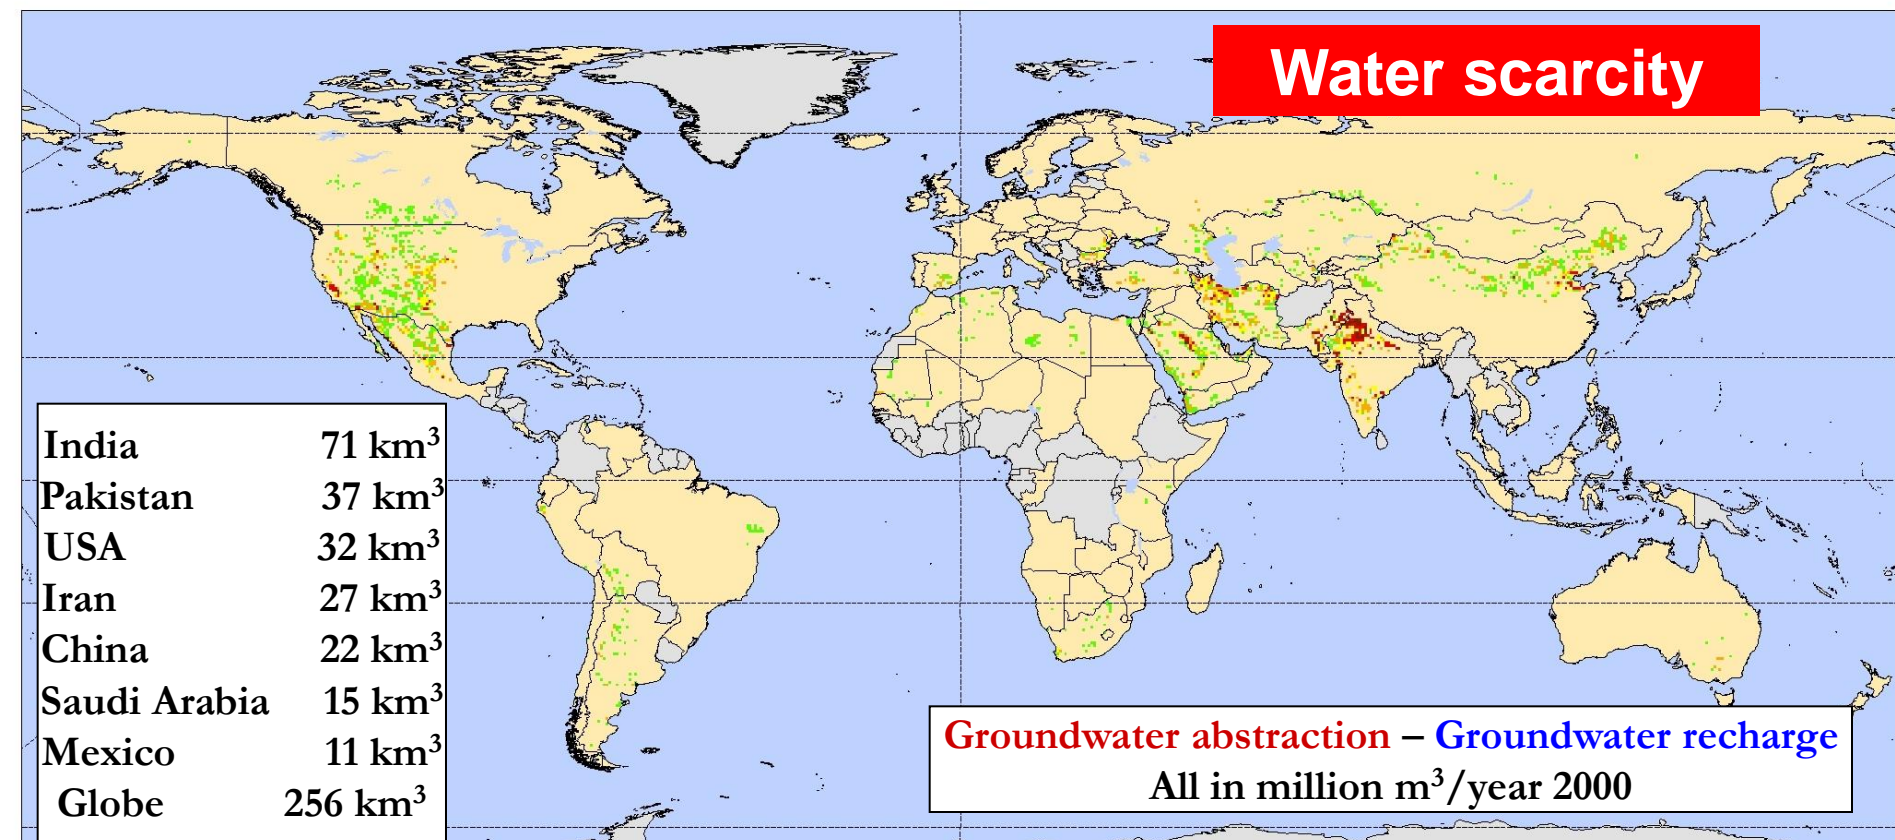 Water scarcity
India 71 km³
Pakistan 37 km³
USA 32 km³
Iran 27 km³
China 22 km³
Saudi Arabia 15 km³
Mexico 11 km³
Globe 256 km³
Groundwater abstraction – Groundwater recharge
All in million m³/year 2000